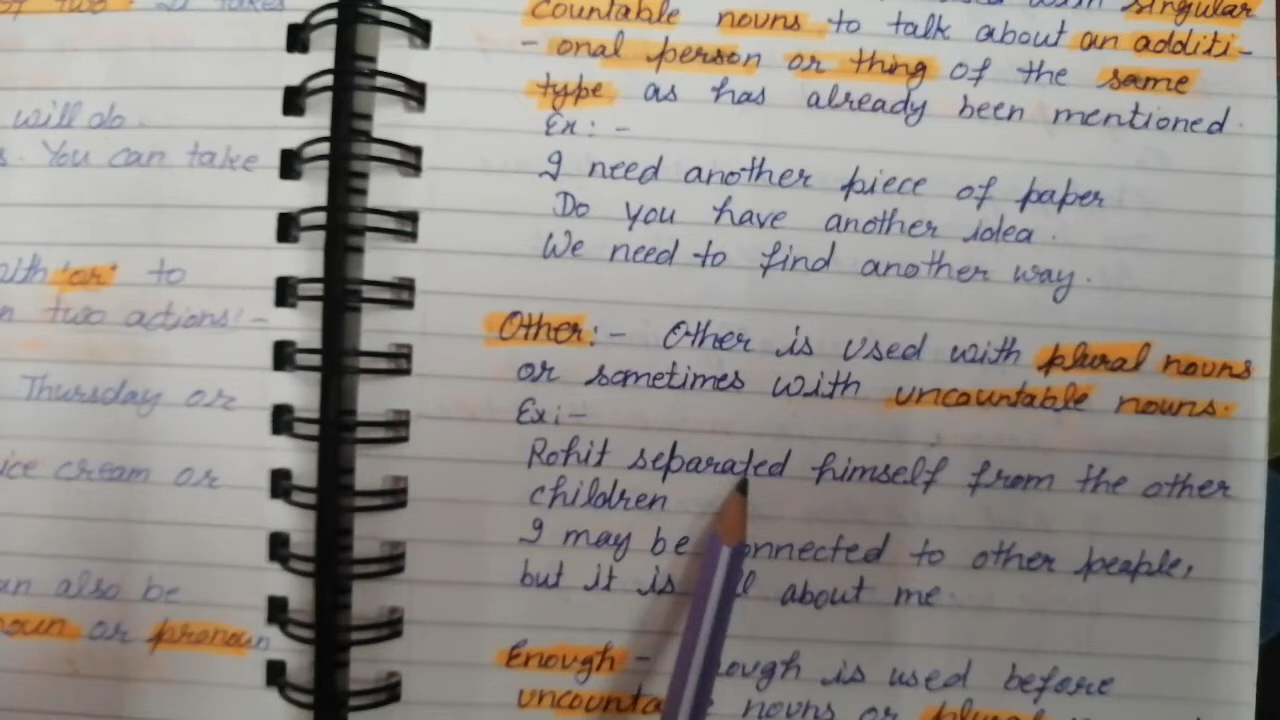 two
will do.
s. You can take
with 'or' to
two actions:-
Thursday or
ice cream or
an also be
noun or pronoun
singular
countable nouns to talk about an additi-
- onal person or thing of the same
type as has already been mentioned.
Ex: -
I need another piece of paper
Do you have another idea.
We need to find another way.
Other:- Other is used with plural nouns
or sometimes with uncountable nouns.
Ex:-
Rohit separated himself from the other
children
I may be onnected to other people,
but it is about me.
Enough - ough is used before
uncounta nouns or plural